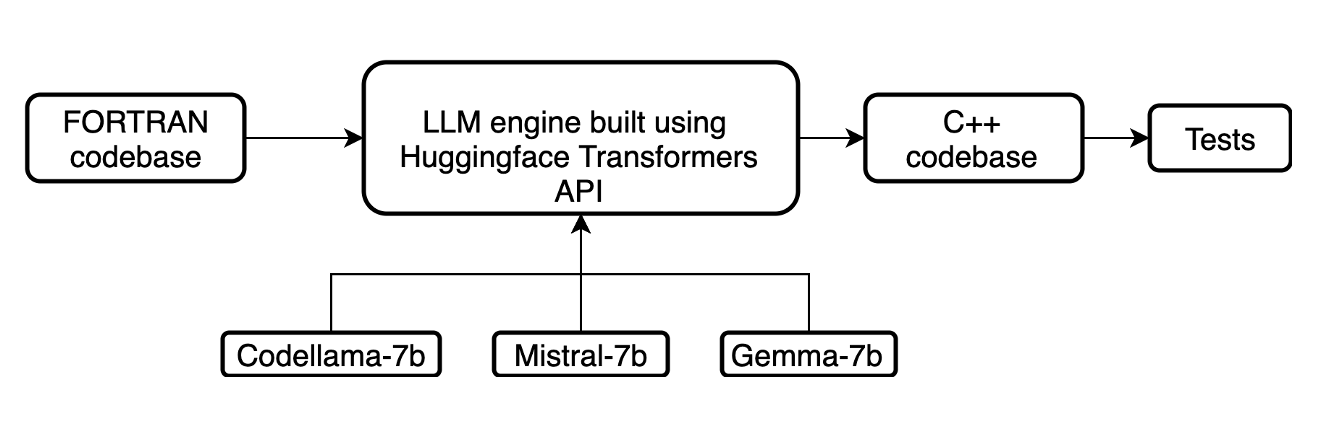 FORTRAN
codebase
LLM engine built using
Huggingface Transformers
API
C++
codebase
Tests
Codellama-7b
Mistral-7b
Gemma-7b